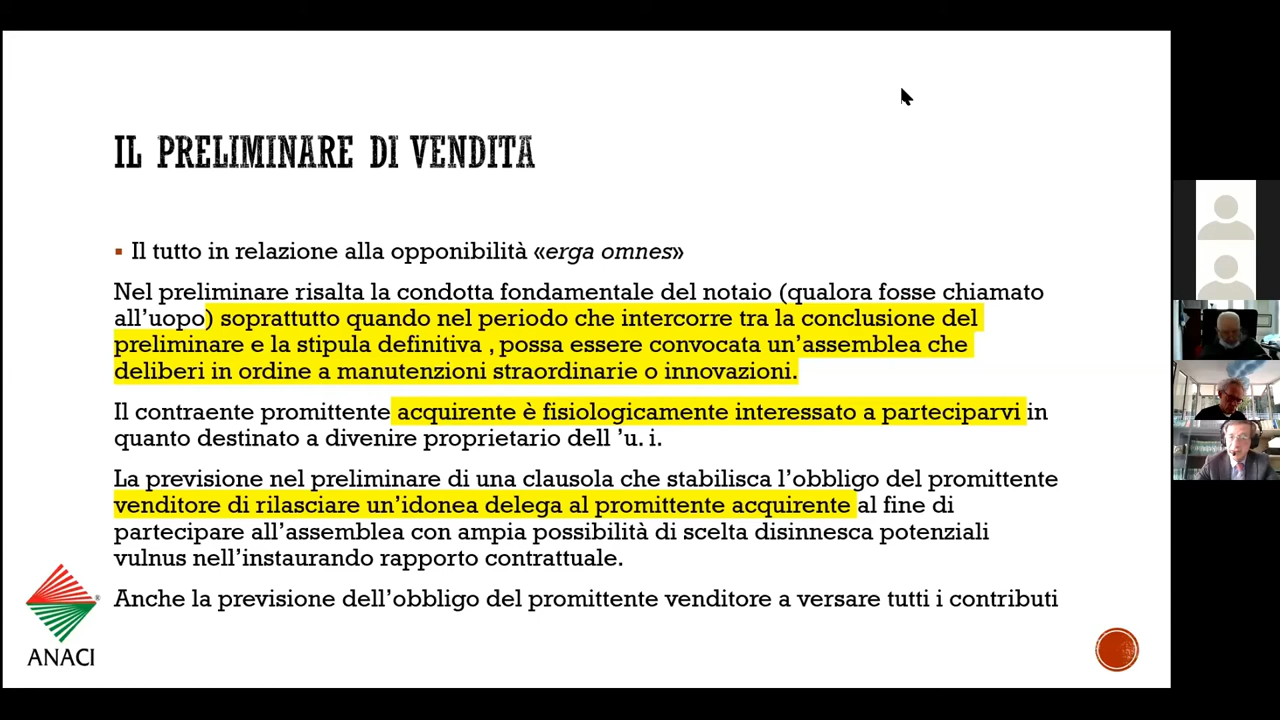 IL PRELIMINARE DI VENDITA
▪ Il tutto in relazione alla opponibilità «erga omnes»
Nel preliminare risalta la condotta fondamentale del notaio (qualora fosse chiamato
all’uopo) soprattutto quando nel periodo che intercorre tra la conclusione del
preliminare e la stipula definitiva , possa essere convocata un’assemblea che
deliberi in ordine a manutenzioni straordinarie o innovazioni.
Il contraente promittente acquirente è fisiologicamente interessato a parteciparvi in
quanto destinato a divenire proprietario dell ’u. i.
La previsione nel preliminare di una clausola che stabilisca l’obbligo del promittente
venditore di rilasciare un’idonea delega al promittente acquirente al fine di
partecipare all’assemblea con ampia possibilità di scelta disinnesca potenziali
vulnus nell’instaurando rapporto contrattuale.
Anche la previsione dell’obbligo del promittente venditore a versare tutti i contributi
ANACI